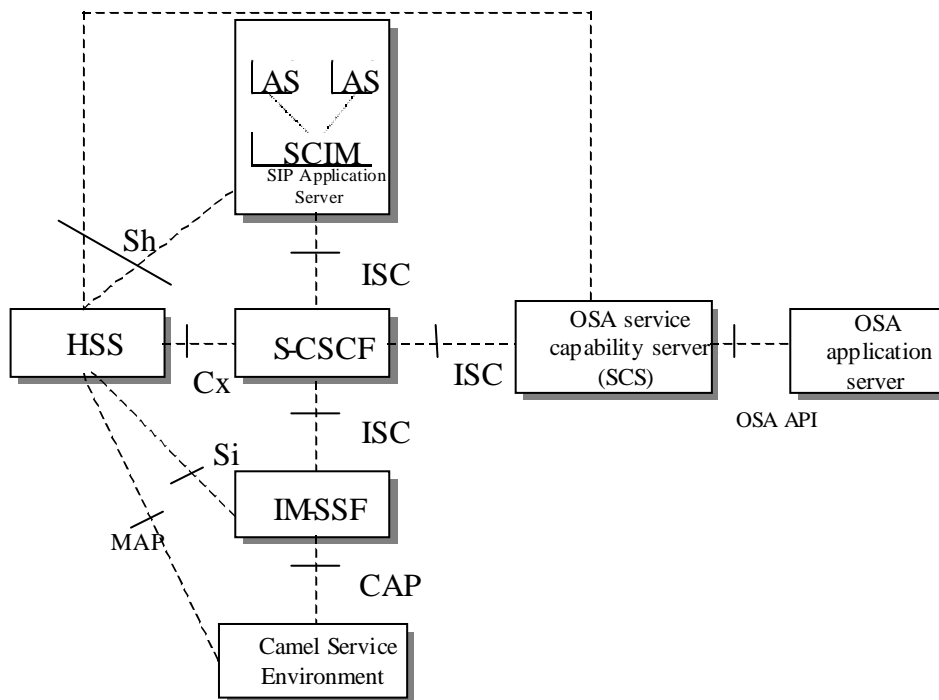 AS AS
SCIM
SIP Application
Server
Sh
ISC
HSS
S-CSCF
OSA service
capability server
(SCS)
OSA
application
server
Cx
ISC
ISC
OSA API
Si
IM-SSF
MAP
CAP
Camel Service
Environment